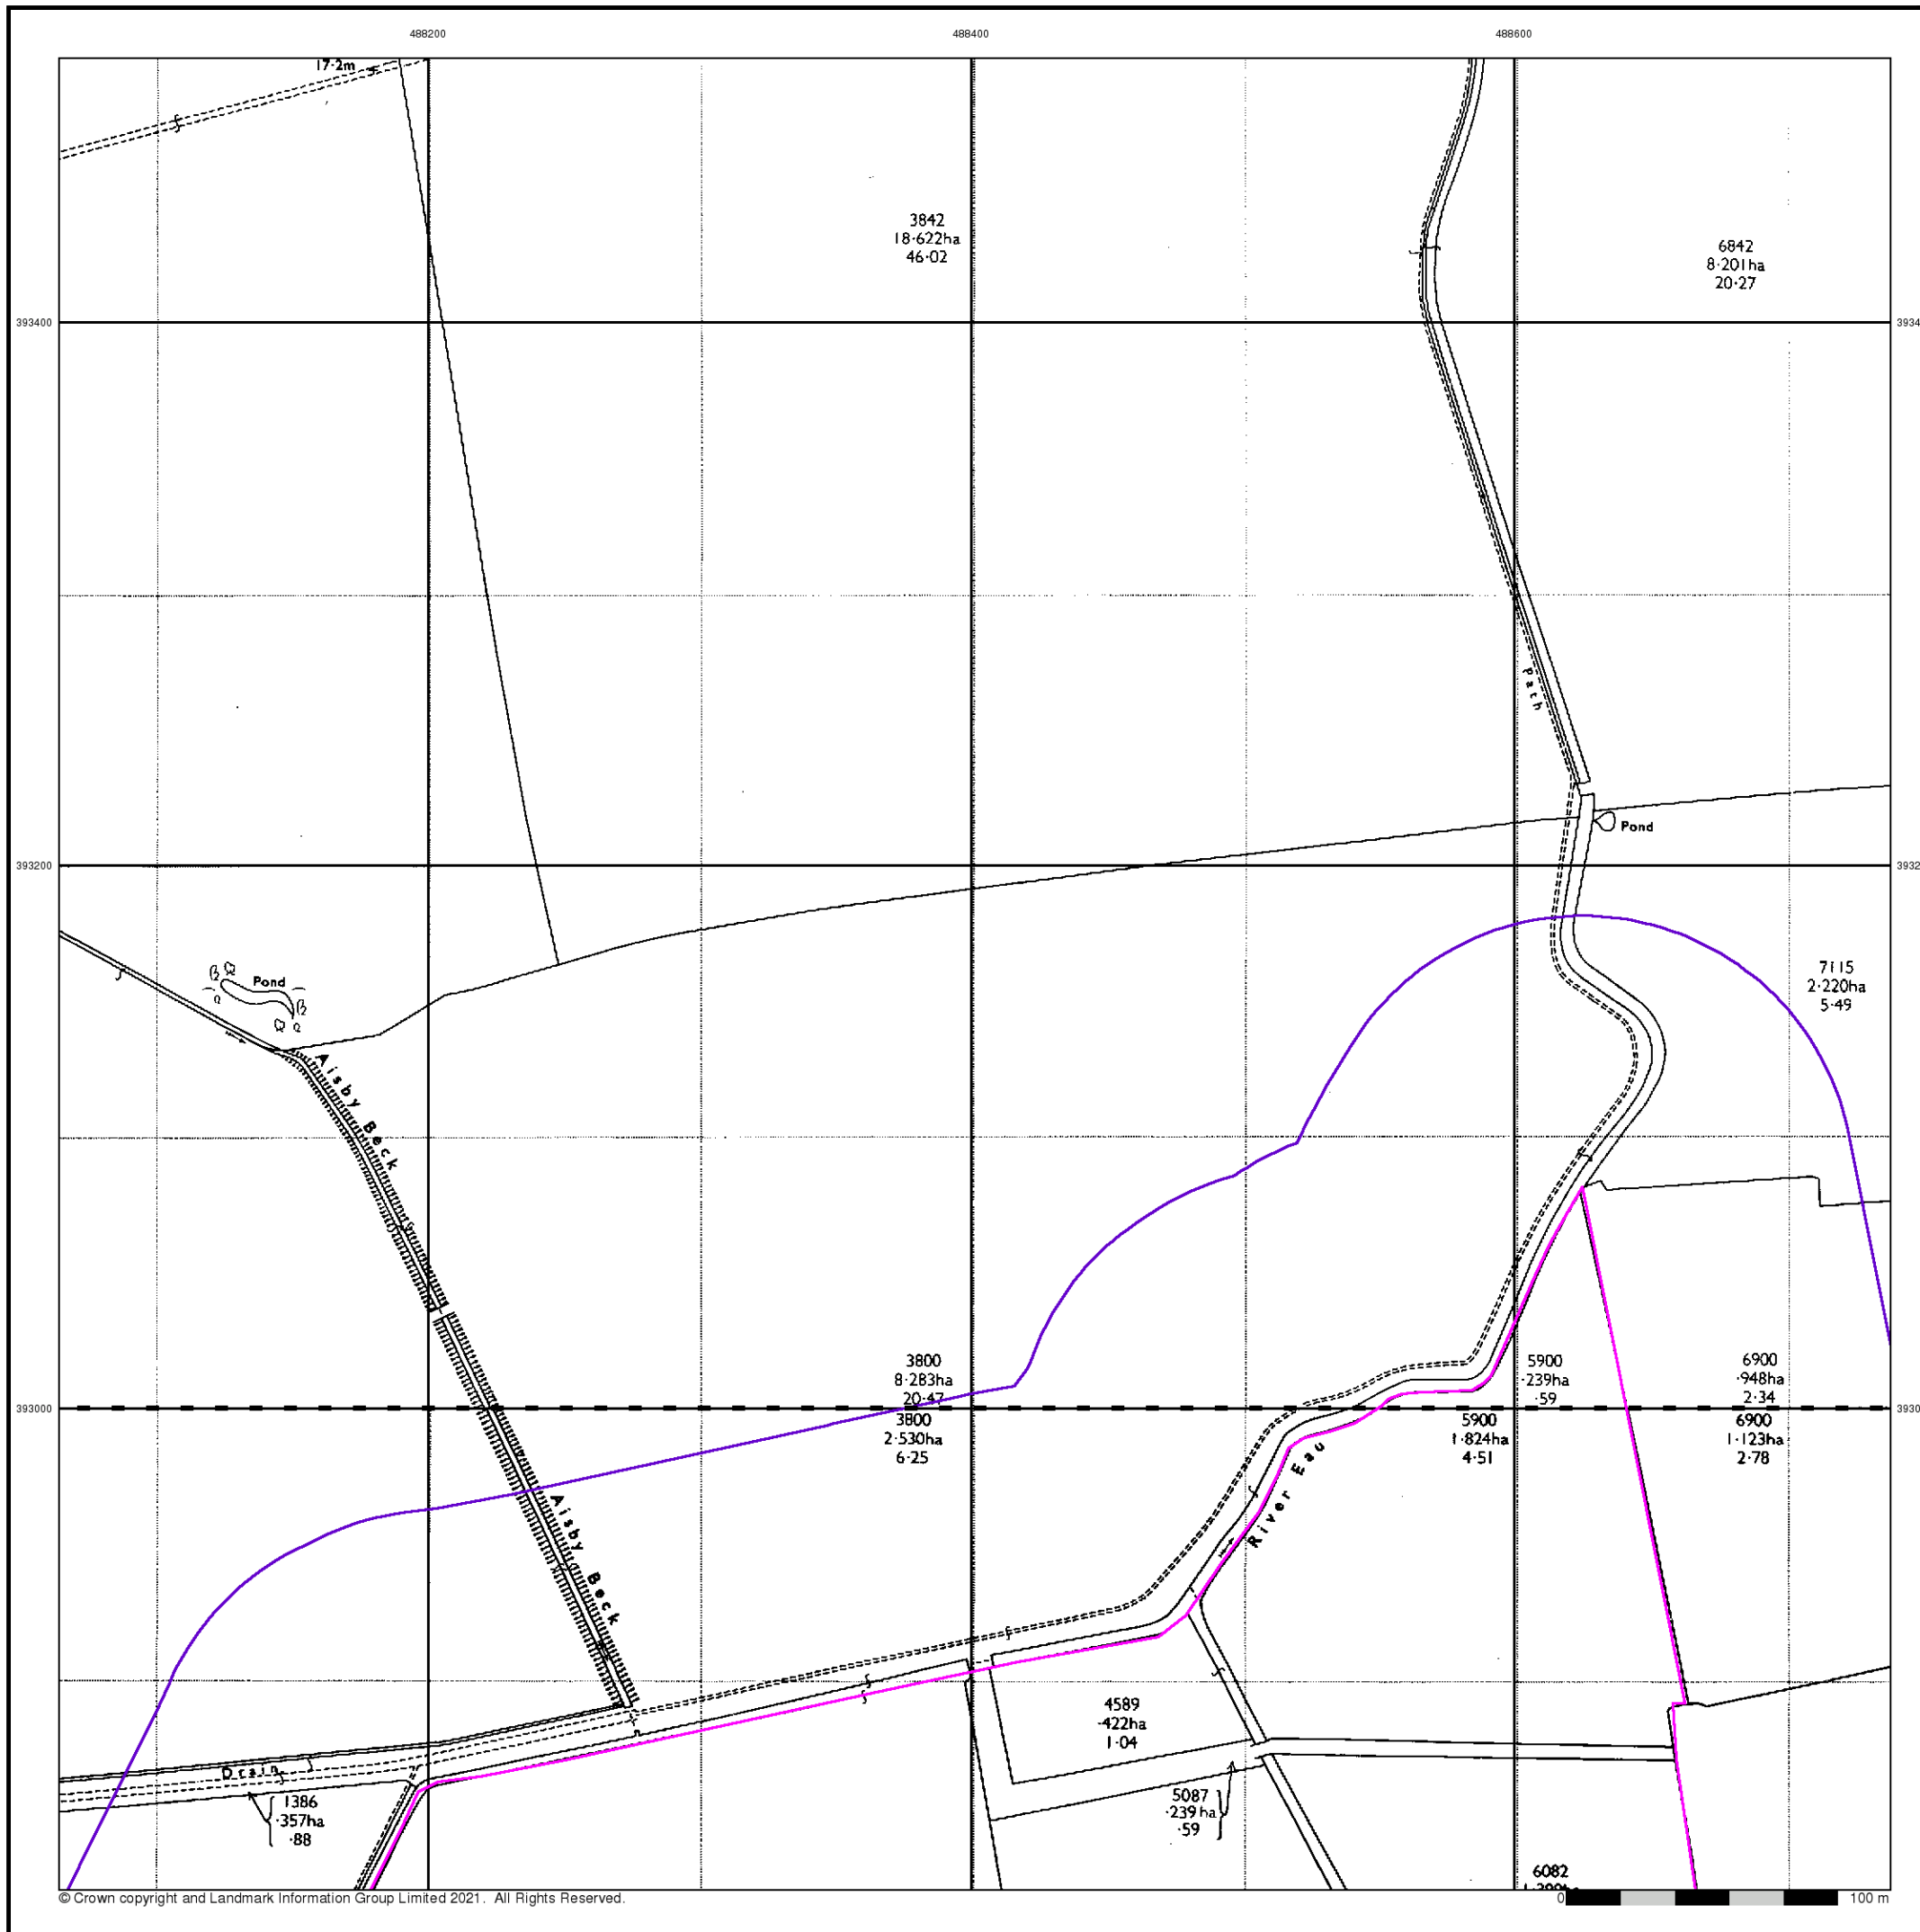 488200
488400
488600
17·2m
3842
18·622ha
46·02
6842
8·201ha
20·27
393400
3934
Path
Pond
393200
3932
Pond
7115
2·220ha
5·49
Aisby Beck
3800
8·283ha
20·47
5900
·239ha
·59
6900
·948ha
2·34
393000
3930
3800
2·530ha
6·25
5900
1·824ha
4·51
6900
1·123ha
2·78
River Eau
Aisby Beck
4589
·422ha
1·04
Drain
1386
·357ha
·88
5087
·239ha
·59
6082
© Crown copyright and Landmark Information Group Limited 2021. All Rights Reserved.
0
100 m